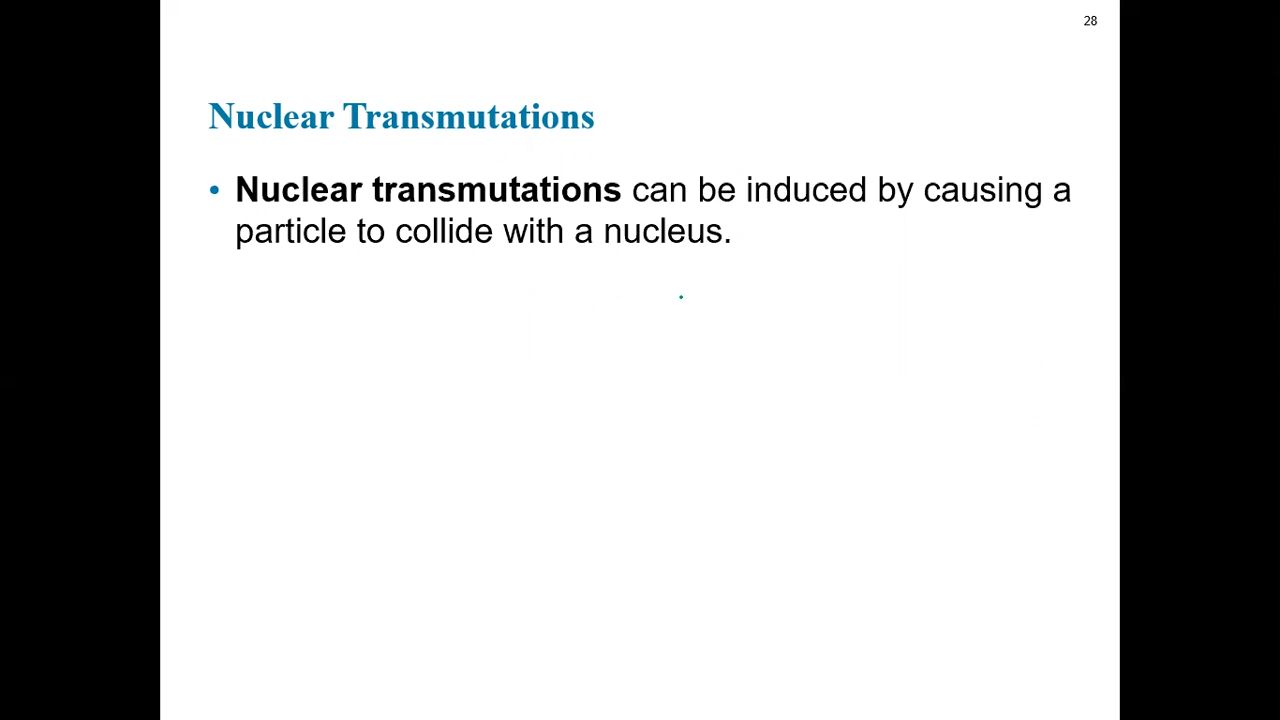 28
Nuclear Transmutations
• Nuclear transmutations can be induced by causing a
particle to collide with a nucleus.